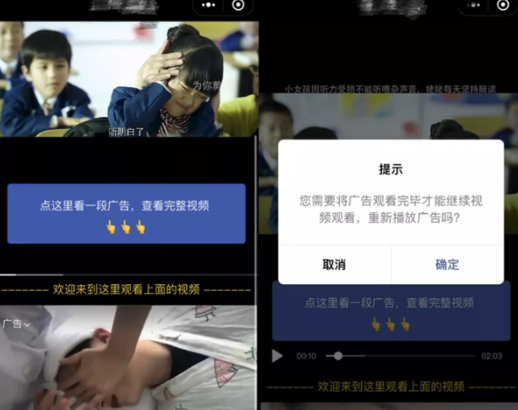 为你剪
听明白了
点这里看一段广告，查看完整视频
👆👆👆
------- 欢迎来到这里观看上面的视频 -------
广告
小女孩因听力受损不能听嘈杂声音，姥姥每天坚持陪读
提示
您需要将广告观看完毕才能继续视
频观看，重新播放广告吗？
取消 确定
点这里看一段广告，查看完整视频
👆👆👆
00:10 02:03
------- 欢迎来到这里观看上面的视频 -------